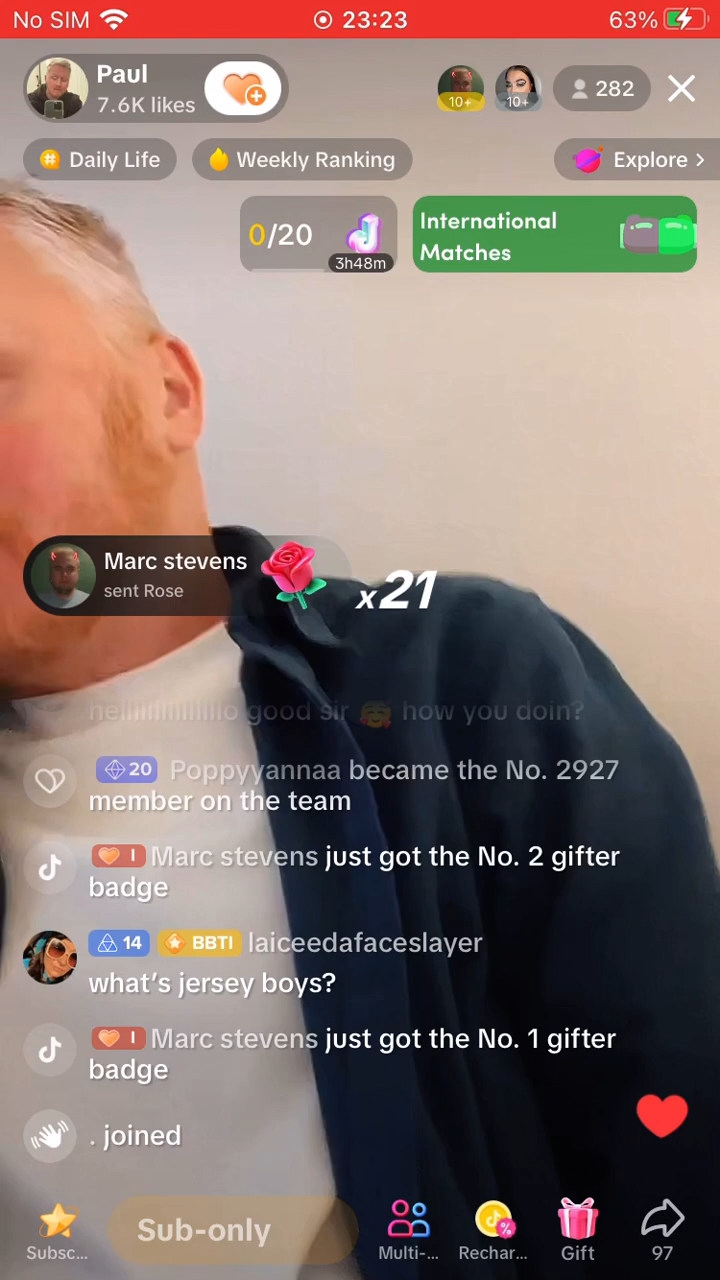 No SIM 23:23 63%
Paul
7.6K likes
10+ 10+ 282
Daily Life Weekly Ranking Explore >
0/20 International
Matches
3h48m
Marc stevens
sent Rose
x21
good sir 🥰 how you doin?
20 Poppyyannaa became the No. 2927
member on the team
I Marc stevens just got the No. 2 gifter
badge
14 BBTI laiceedafaceslayer
what's jersey boys?
I Marc stevens just got the No. 1 gifter
badge
. joined
Sub-only
Subsc... Multi-... Rechar... Gift 97